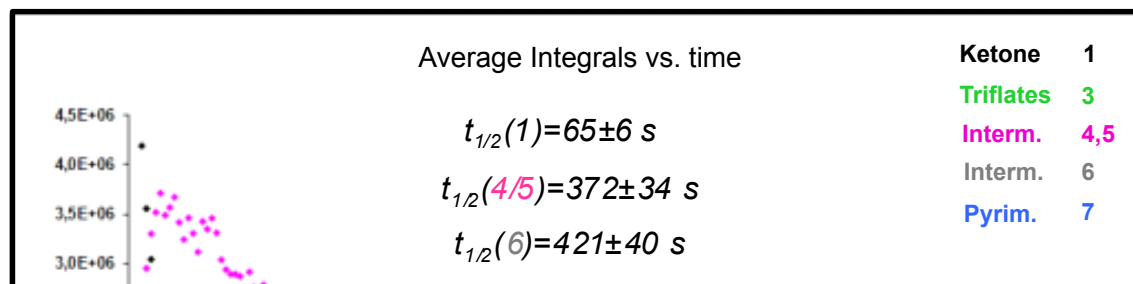 Average Integrals vs. time
Ketone 1
Triflates 3
Interm. 4,5
Interm. 6
Pyrim. 7
t1/2(1)=65±6 s
t1/2(4/5)=372±34 s
t1/2(6)=421±40 s
4,5E+06
4,0E+06
3,5E+06
3,0E+06